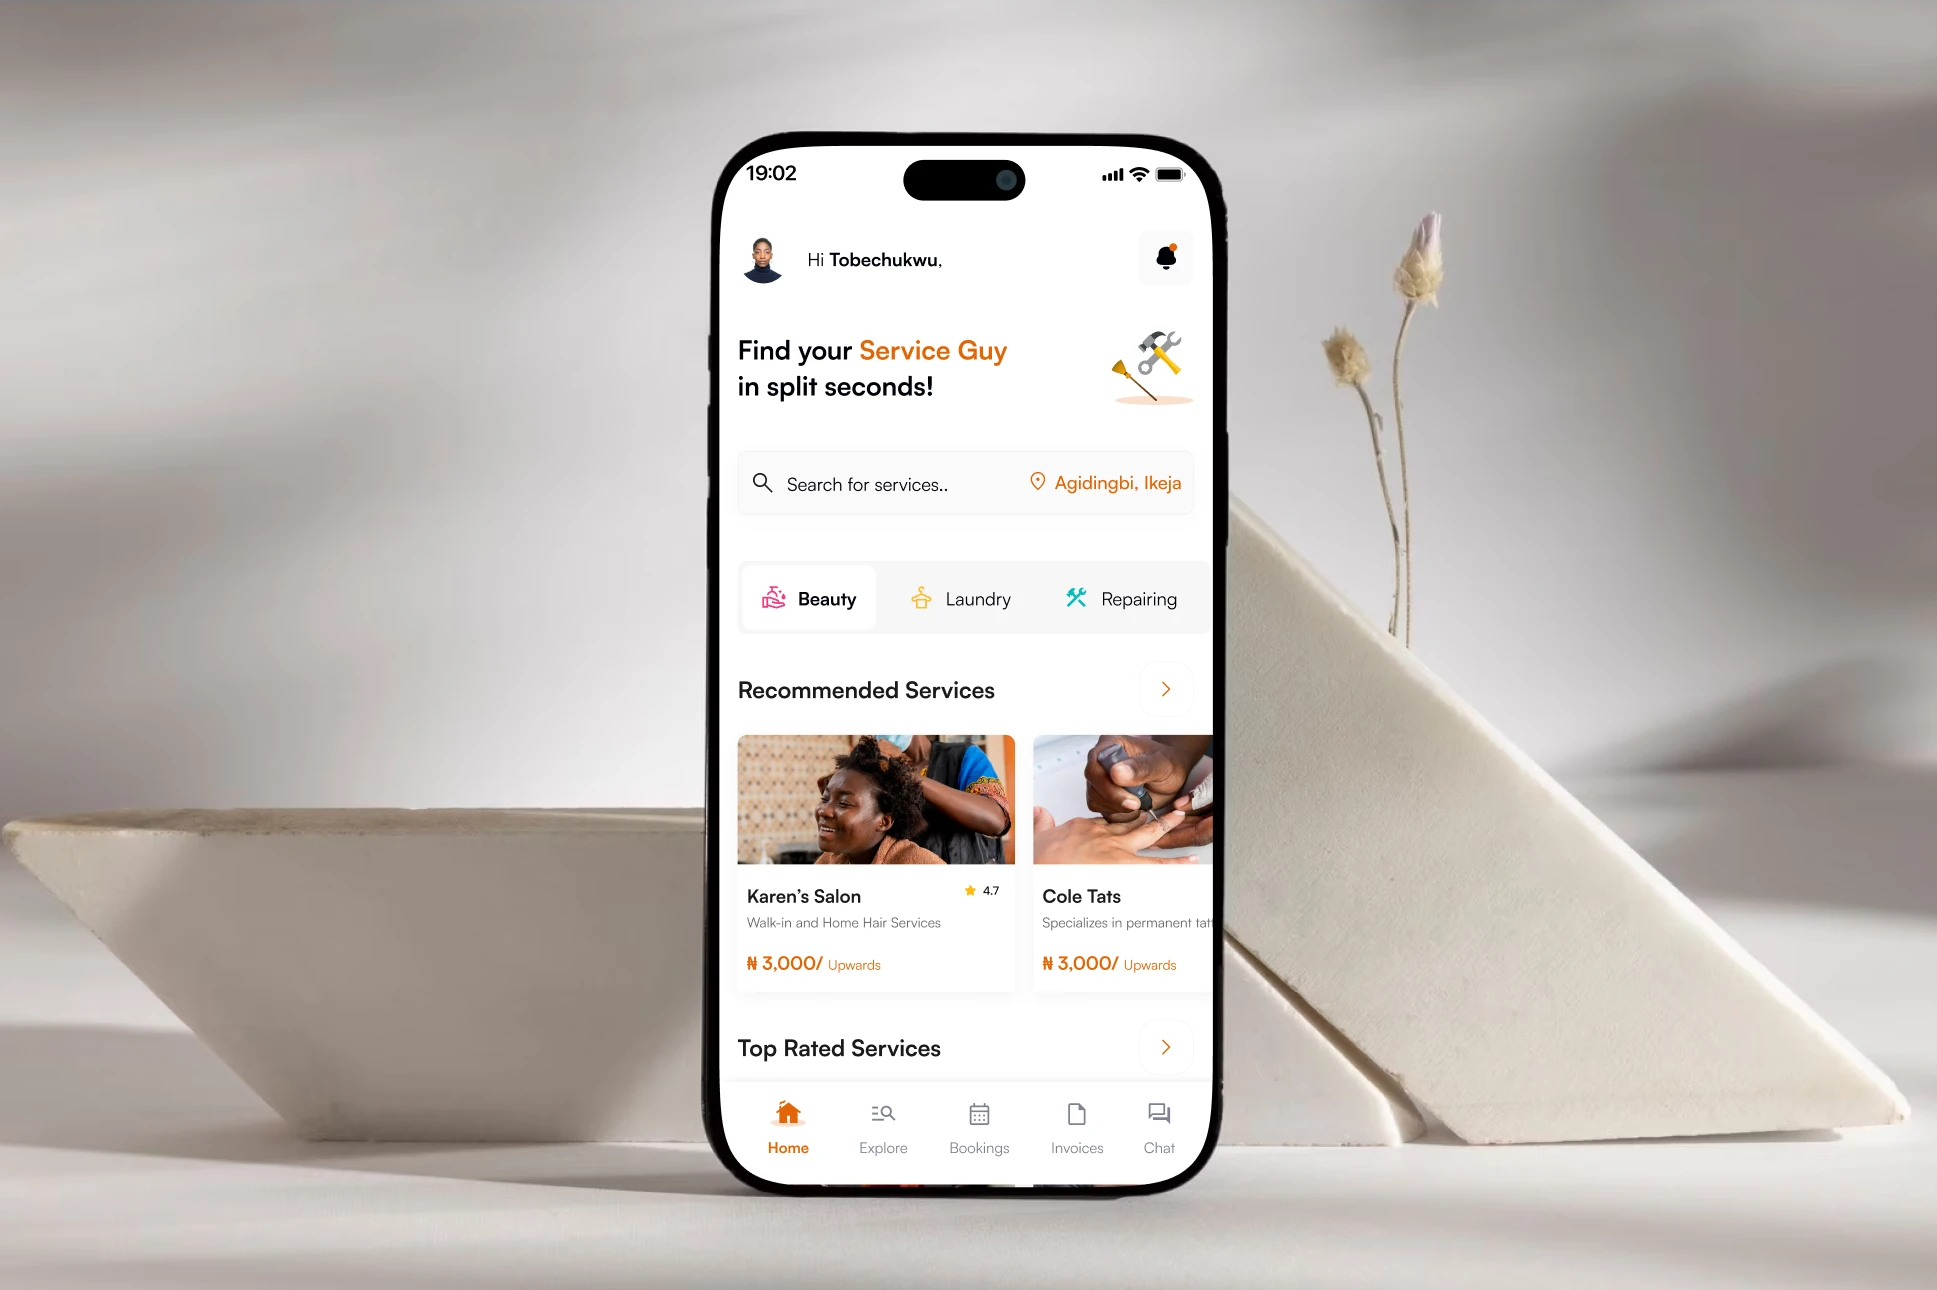 19:02
Hi Tobechukwu,
Find your Service Guy
in split seconds!
Search for services..
Agidingbi, Ikeja
Beauty
Laundry
Repairing
Recommended Services
Karen’s Salon
4.7
Walk-in and Home Hair Services
₦ 3,000/ Upwards
Cole Tats
Specializes in permanent
₦ 3,000/ Upwards
Top Rated Services
Home
Explore
Bookings
Invoices
Chat